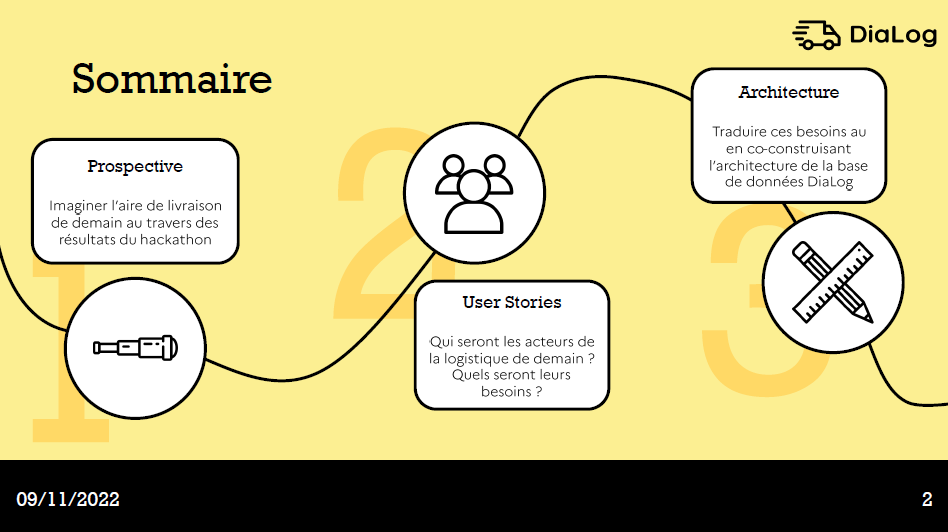 DiaLog
Sommaire
1
Prospective
Imaginer l'aire de livraison
de demain au travers des
résultats du hackathon
2
User Stories
Qui seront les acteurs de
la logistique de demain ?
Quels seront leurs
besoins ?
3
Architecture
Traduire ces besoins au
en co-construisant
l'architecture de la base
de données DiaLog
09/11/2022
2